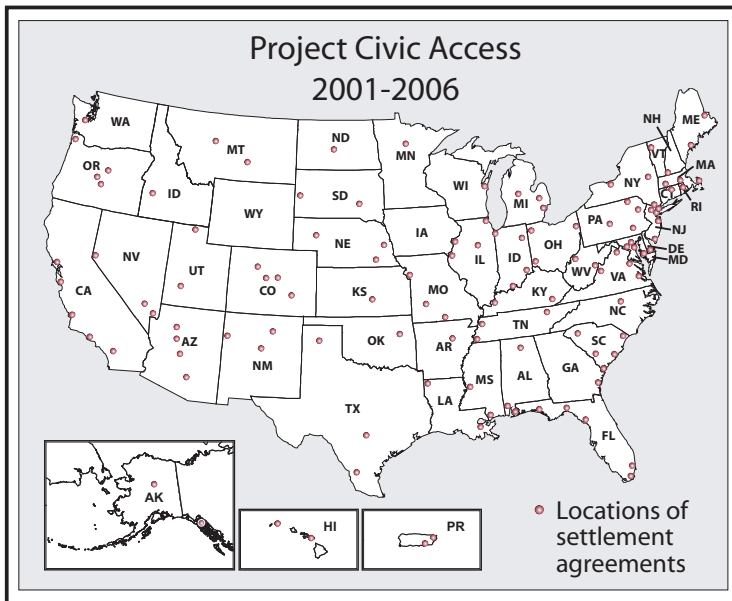 Project Civic Access
2001-2006
WA
MT
ND
MN
ME
NH
VT
MA
OR
ID
SD
WI
MI
NY
CT
RI
WY
IA
PA
NJ
NE
OH
DE
MD
NV
UT
IL
ID
WV
VA
CA
CO
KS
MO
KY
NC
AZ
NM
OK
AR
TN
SC
MS
AL
GA
LA
TX
FL
AK
HI
PR
Locations of
settlement
agreements